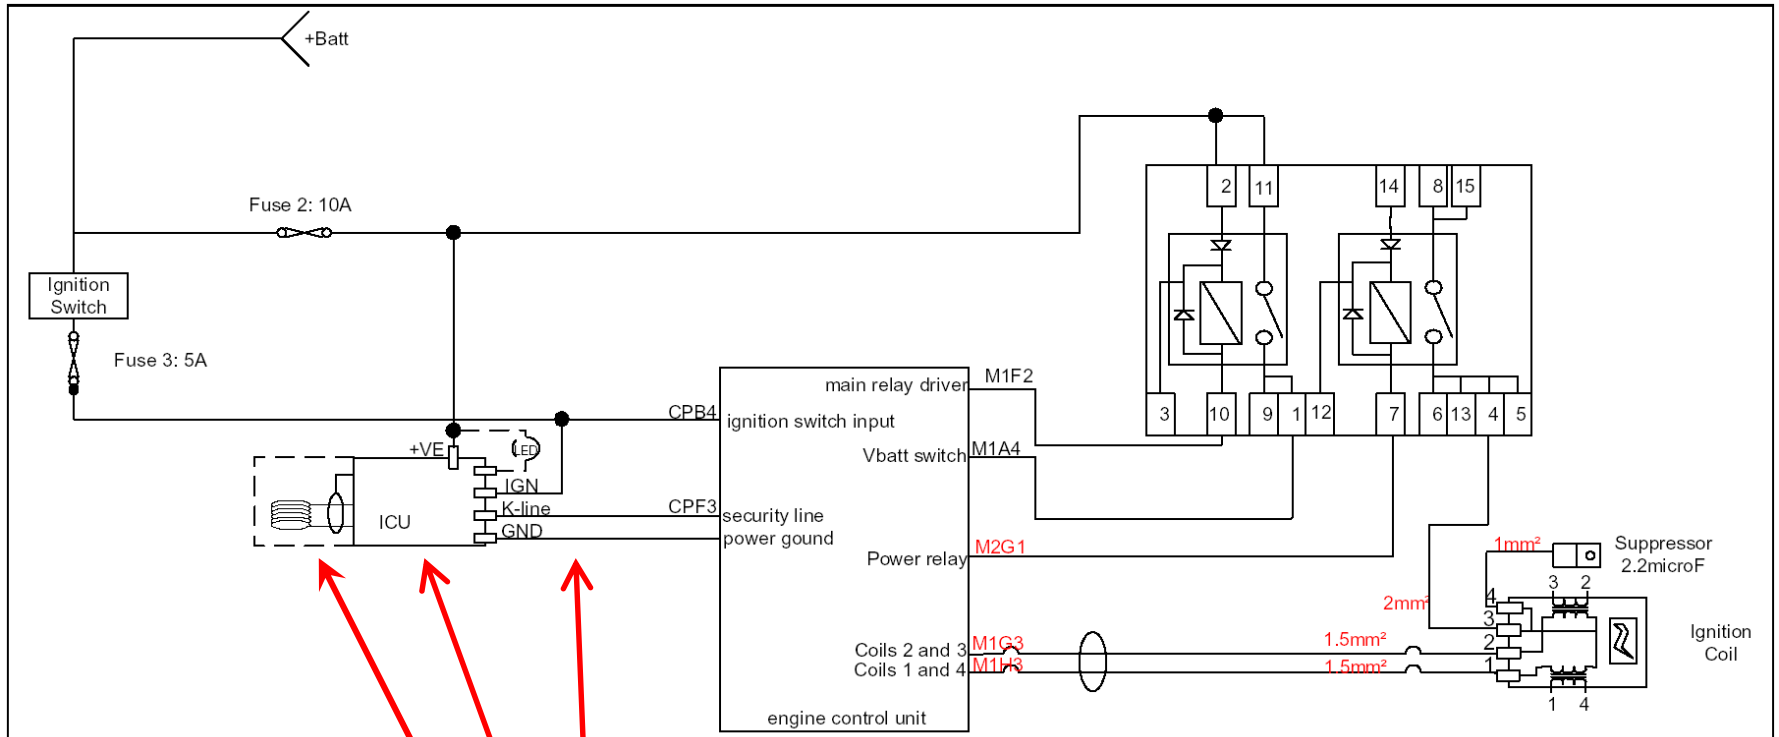 +Batt
Fuse 2: 10A
2
11
14
8
15
Ignition
Switch
Fuse 3: 5A
3
10
9
1
12
7
6
13
4
5
main relay driver
M1F2
CPB4
ignition switch input
+VE
LED
Vbatt switch
M1A4
IGN
K-line
CPF3
security line
ICU
GND
power gound
Power relay
M2G1
1mm²
Suppressor
2.2microF
3
2
4
2mm²
3
Coils 2 and 3
M1G3
1.5mm²
2
Ignition
Coil
Coils 1 and 4
M1H3
1.5mm²
1
1
4
engine control unit